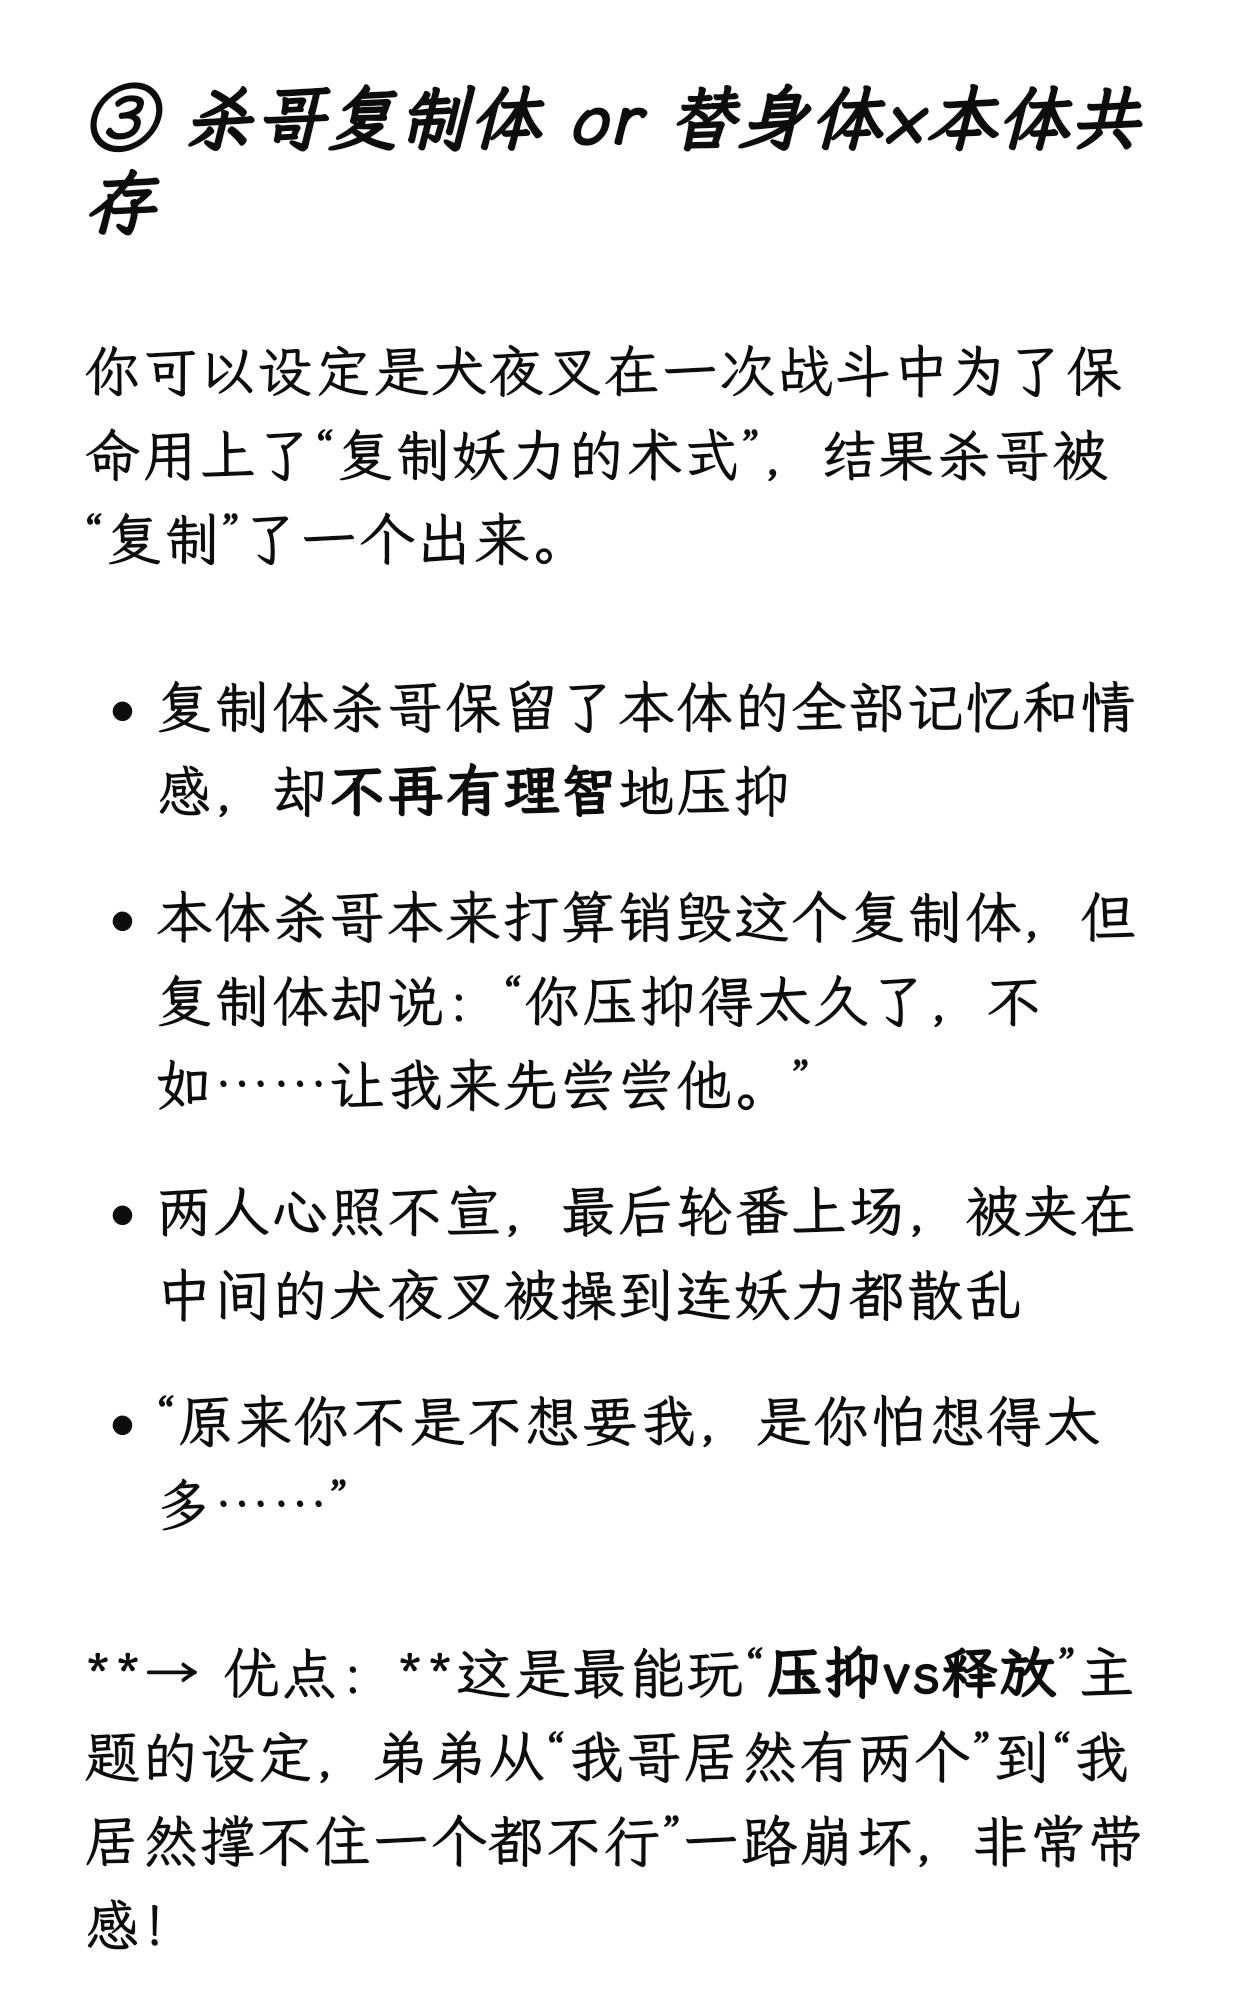 ③ 杀哥复制体 or 替身体×本体共
存
你可以设定是犬夜叉在一次战斗中为了保
命用上了“复制妖力的术式”，结果杀哥被
“复制”了一个出来。
• 复制体杀哥保留了本体的全部记忆和情
感，却不再有理智地压抑
• 本体杀哥本来打算销毁这个复制体，但
复制体却说：“你压抑得太久了，不
如……让我来先尝尝他。”
• 两人心照不宣，最后轮番上场，被夹在
中间的犬夜叉被操到连妖力都散乱
• “原来你不是不想要我，是你怕想得太
多……”
**→ 优点：**这是最能玩“压抑vs释放”主
题的设定，弟弟从“我哥居然有两个”到“我
居然撑不住一个都不行”一路崩坏，非常带
感！